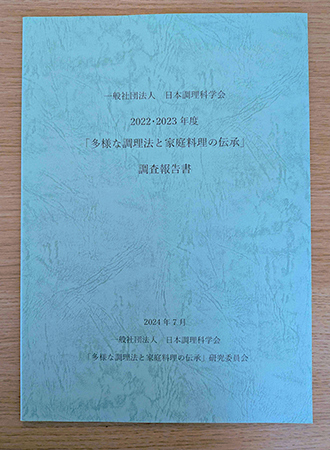 一般社団法人 日本調理科学会
2022・2023 年度
「多様な調理法と家庭料理の伝承」
調査報告書
2024 年 7 月
一般社団法人 日本調理科学会
「多様な調理法と家庭料理の伝承」研究委員会